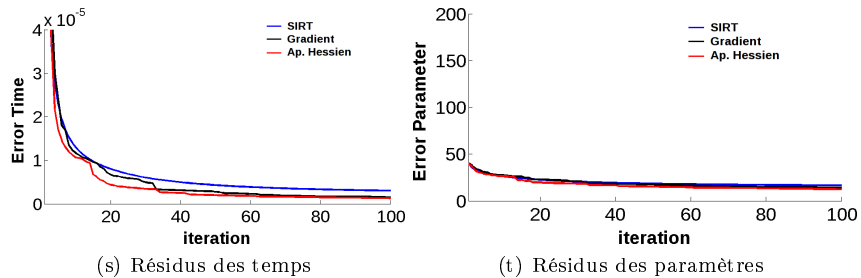 x 10-5
4
3
2
1
0
Error Time
20 40 60 80 100
iteration
SIRT
Gradient
Ap. Hessien
(s) Résidus des temps
200
150
100
50
0
Error Parameter
20 40 60 80 100
iteration
SIRT
Gradient
Ap. Hessien
(t) Résidus des paramètres